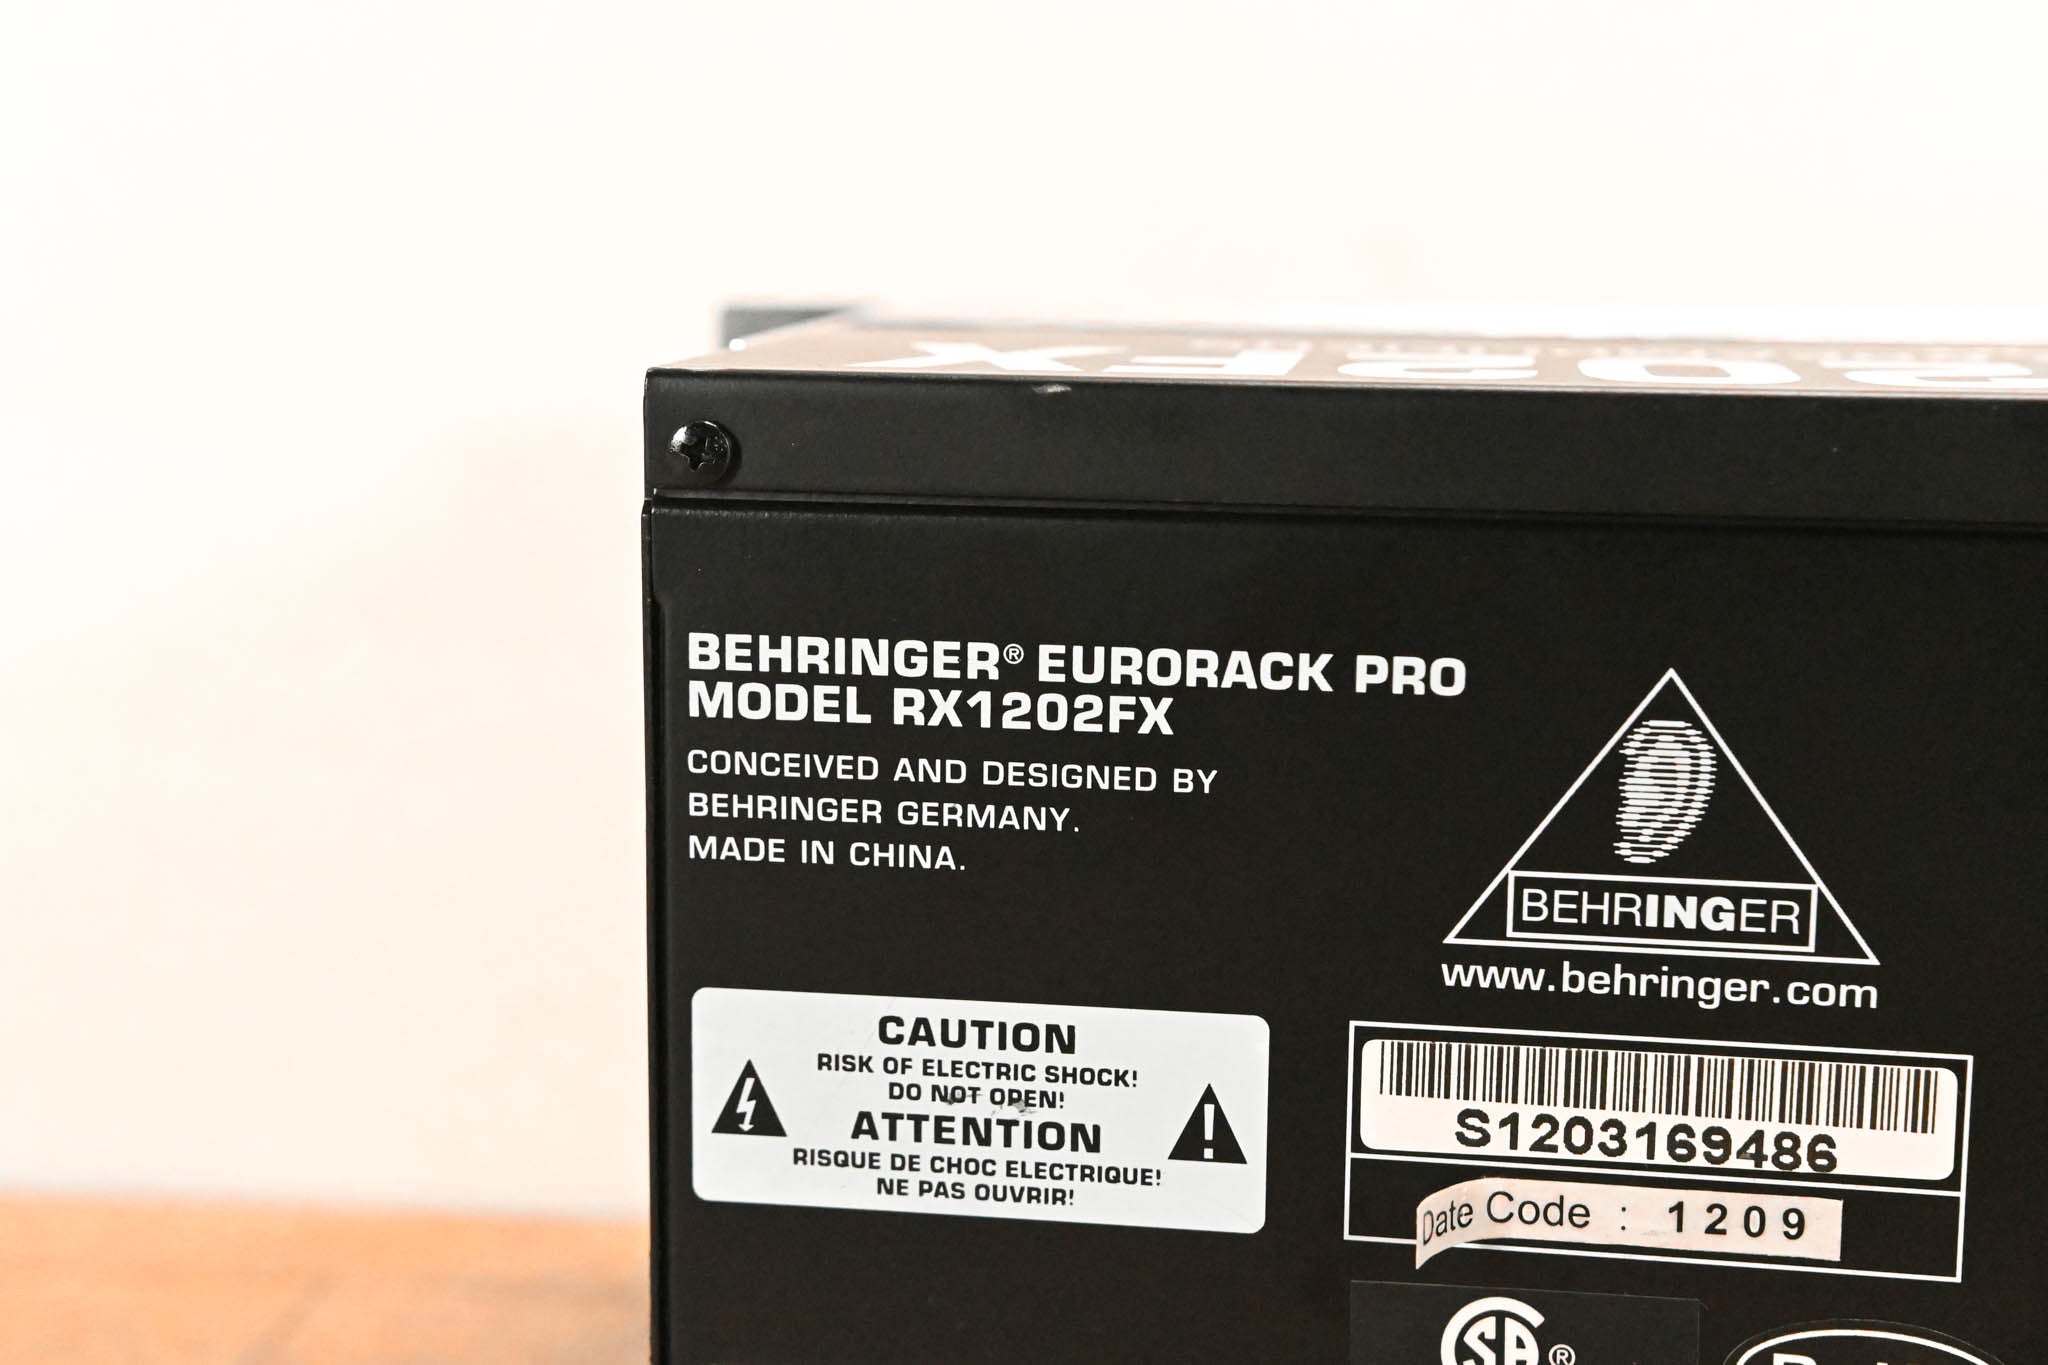 BEHRINGER® EURORACK PRO
MODEL RX1202FX
CONCEIVED AND DESIGNED BY
BEHRINGER GERMANY.
MADE IN CHINA.
BEHRINGER
www.behringer.com
CAUTION
RISK OF ELECTRIC SHOCK!
DO NOT OPEN!
ATTENTION
RISQUE DE CHOC ELECTRIQUE!
NE PAS OUVRIR!
S1203169486
Date Code : 1209
SA ®